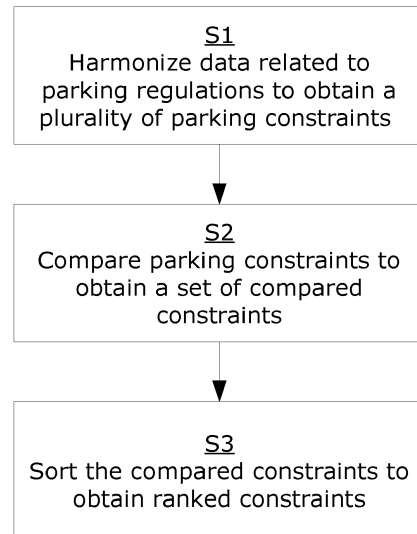 S1
Harmonize data related to
parking regulations to obtain a
plurality of parking constraints
S2
Compare parking constraints to
obtain a set of compared
constraints
S3
Sort the compared constraints to
obtain ranked constraints